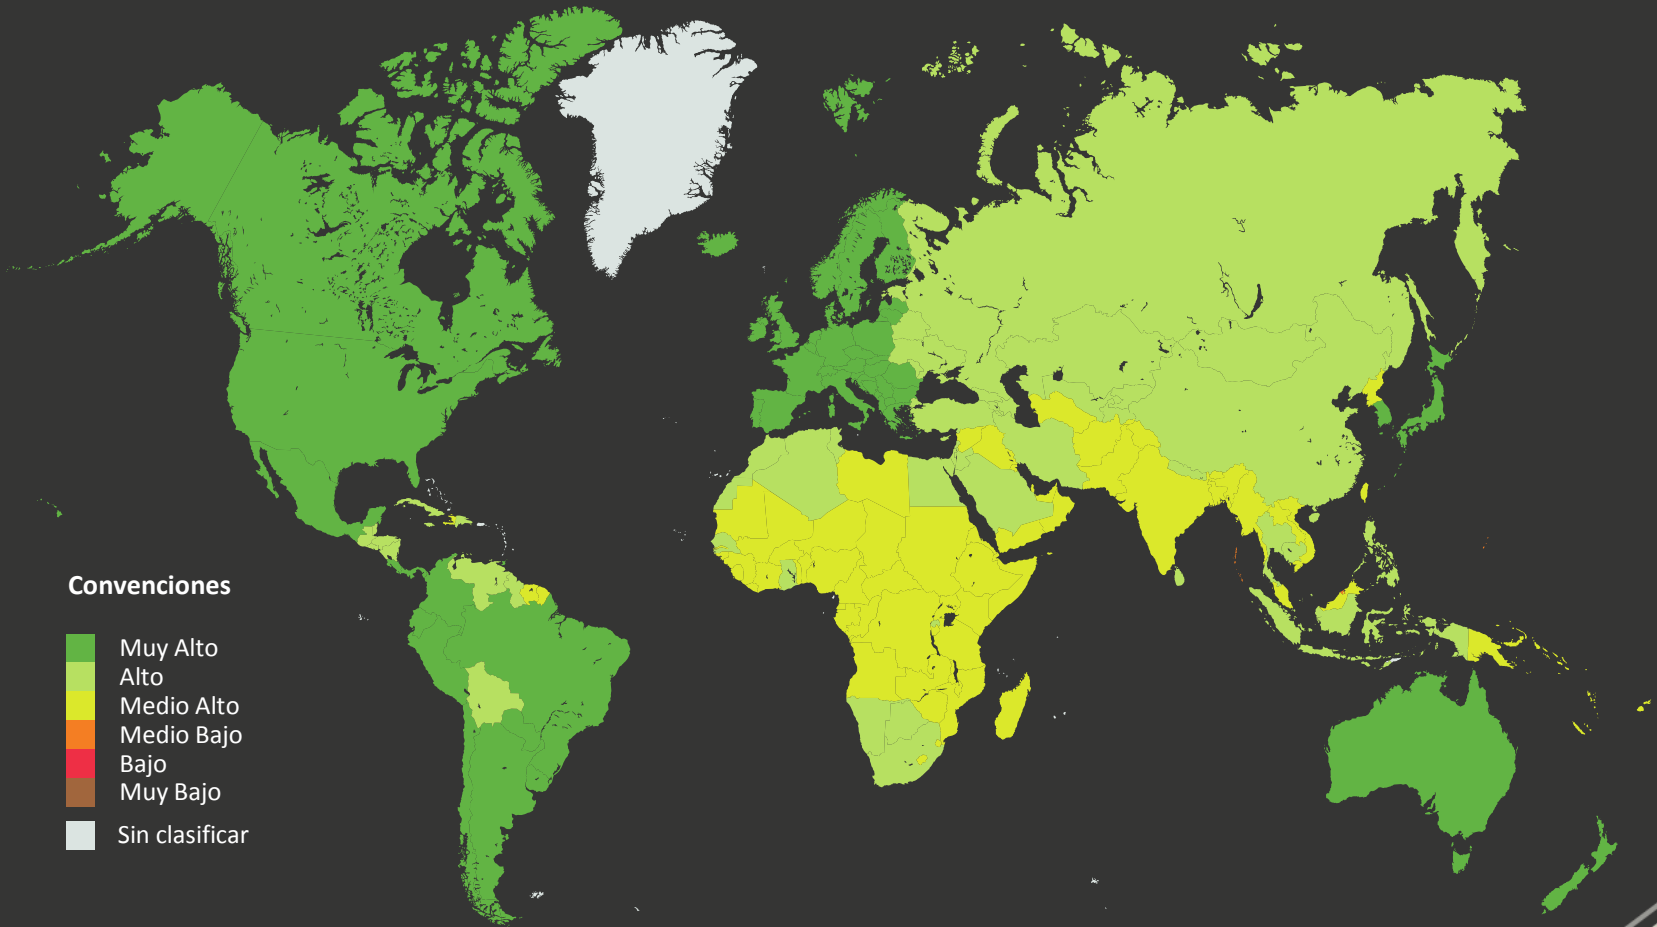 Convenciones
Muy Alto
Alto
Medio Alto
Medio Bajo
Bajo
Muy Bajo
Sin clasificar